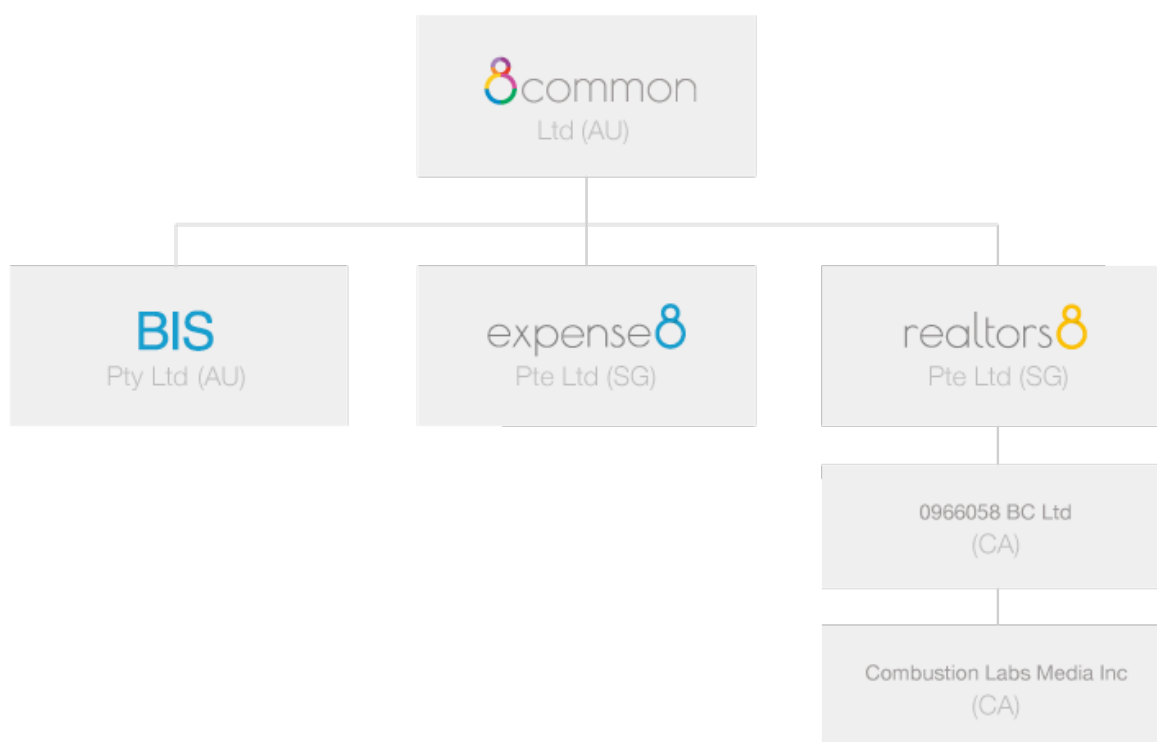 8common
Ltd (AU)
BIS
Pty Ltd (AU)
expense8
Pte Ltd (SG)
realtors8
Pte Ltd (SG)
0966058 BC Ltd
(CA)
Combustion Labs Media Inc
(CA)